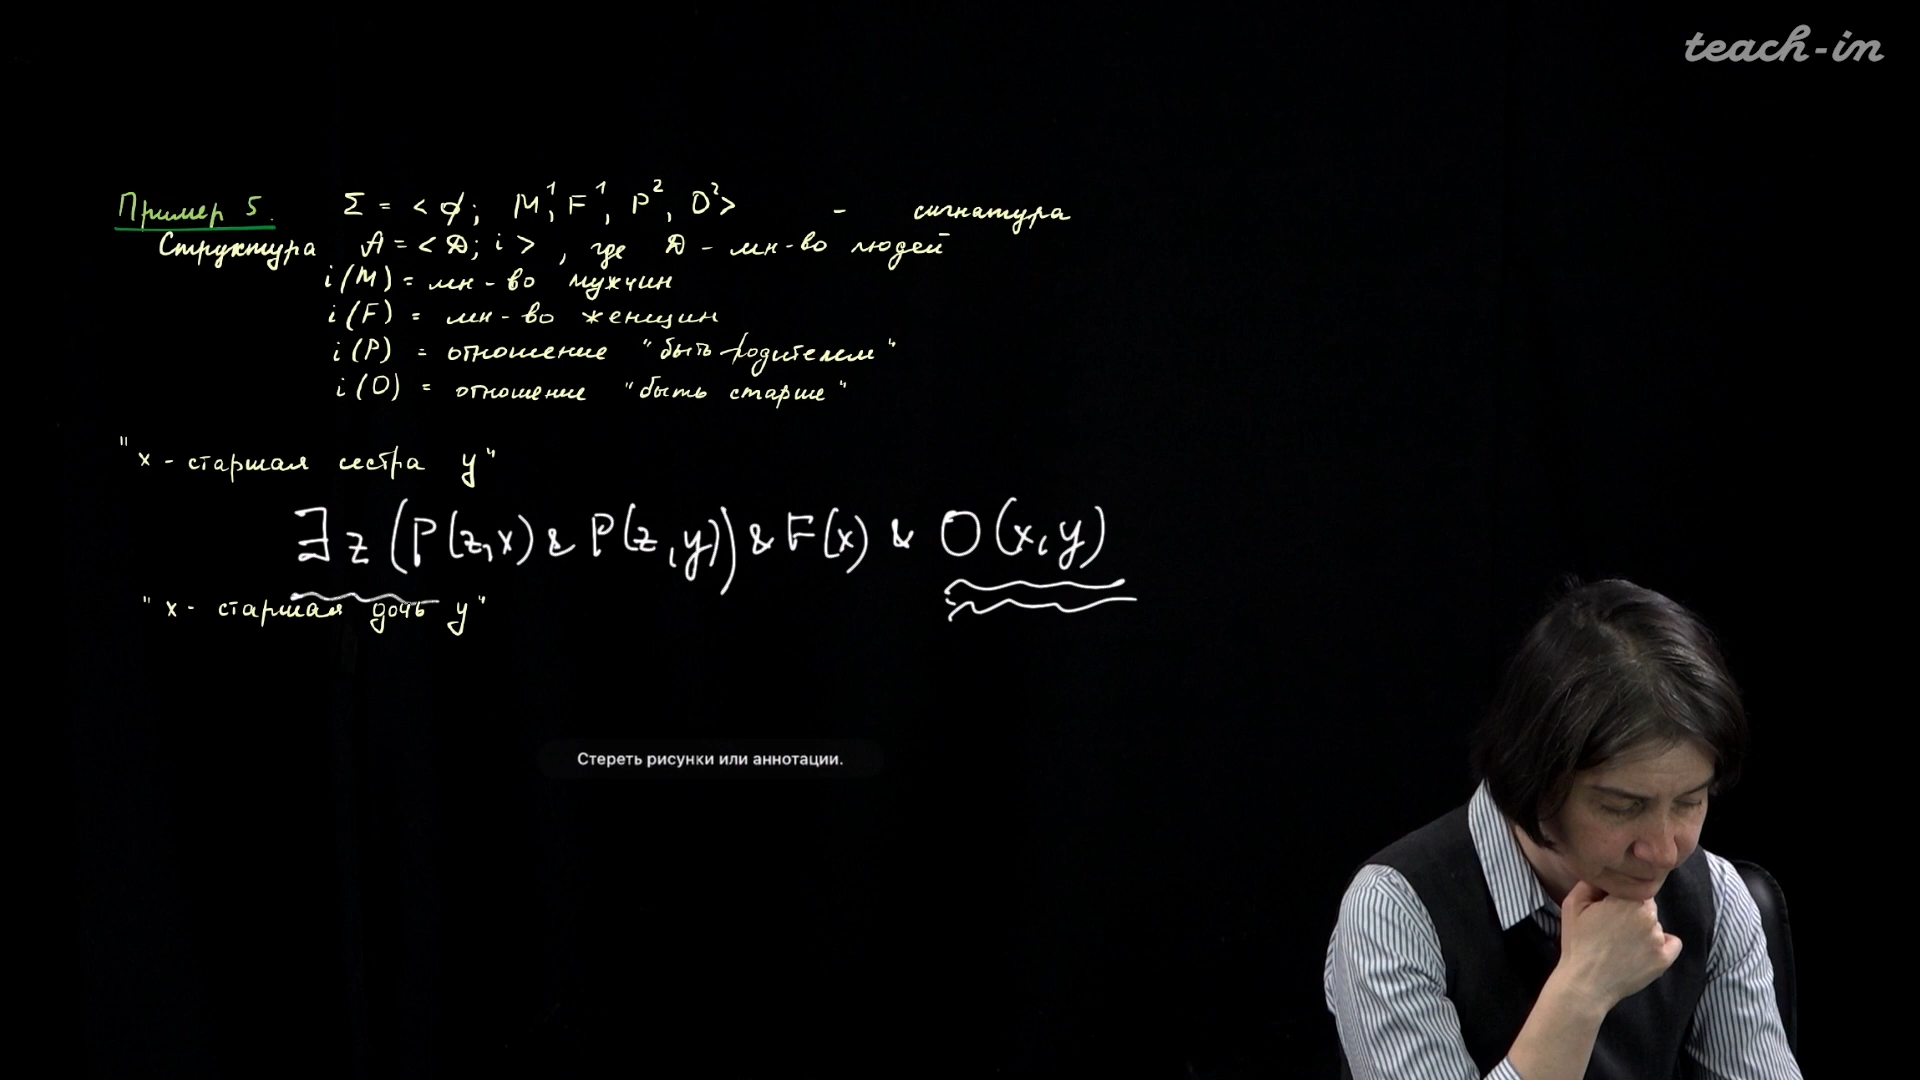 teach-in
Пример 5. Σ = <∅; M¹, F¹, P², O²> - сигнатура
Структура A = <D; i>, где D - мн-во людей
i(M) = мн-во мужчин
i(F) = мн-во женщин
i(P) = отношение "быть родителем"
i(O) = отношение "быть старше"
"x - старшая сестра y"
∃z (P(z,x) & P(z,y)) & F(x) & O(x,y)
"x - старшая дочь y"
Стереть рисунки или аннотации.